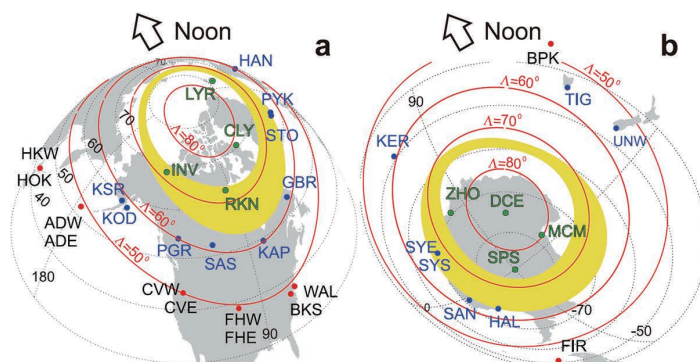 Noon
a
HAN
70
LYR
PYK
STO
80
CLY
Λ=80°
70
INV
HKW
HOK
60
50
40
KSR
KOD
RKN
GBR
ADW
ADE
Λ=60°
PGR
SAS
KAP
Λ=50°
180
CVW
CVE
WAL
BKS
FHW
FHE
90
Noon
b
BPK
Λ=50°
Λ=60°
TIG
90
Λ=70°
KER
UNW
Λ=80°
ZHO
DCE
MCM
SYE
SYS
SPS
SAN
HAL
0
-70
-50
FIR